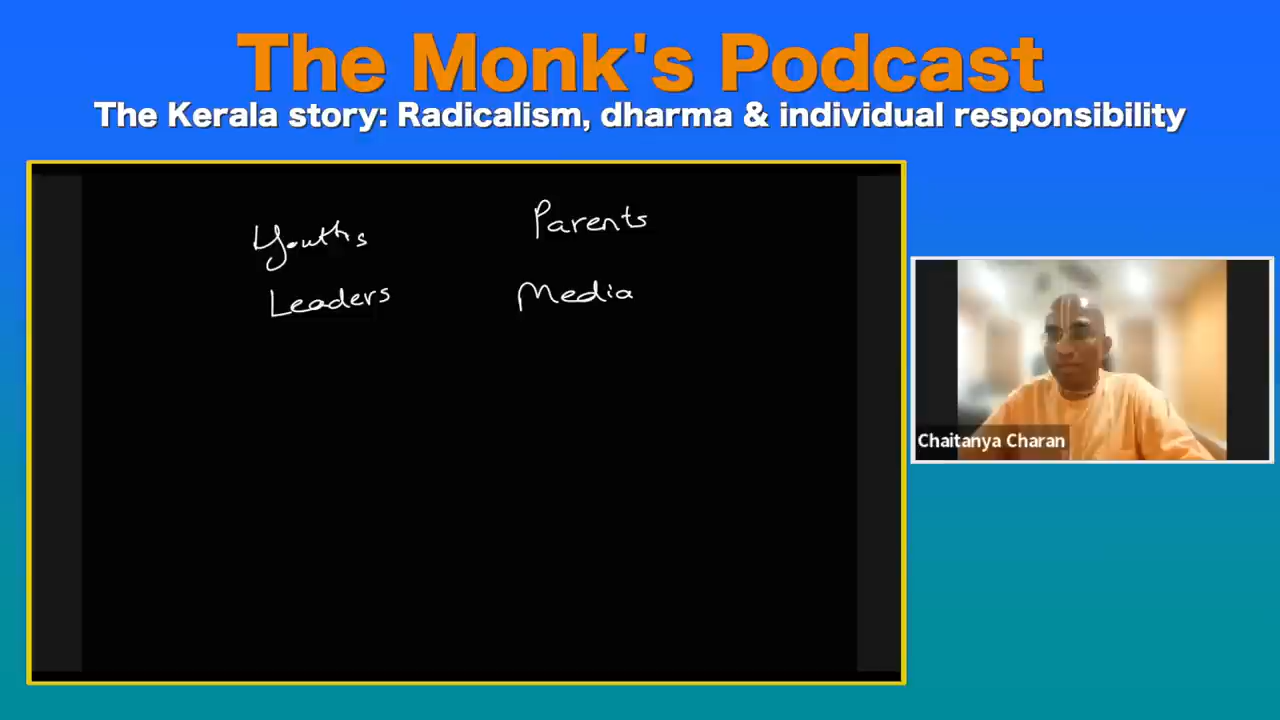 The Monk's Podcast
The Kerala story: Radicalism, dharma & individual responsibility
Youths Parents
Leaders Media
Chaitanya Charan